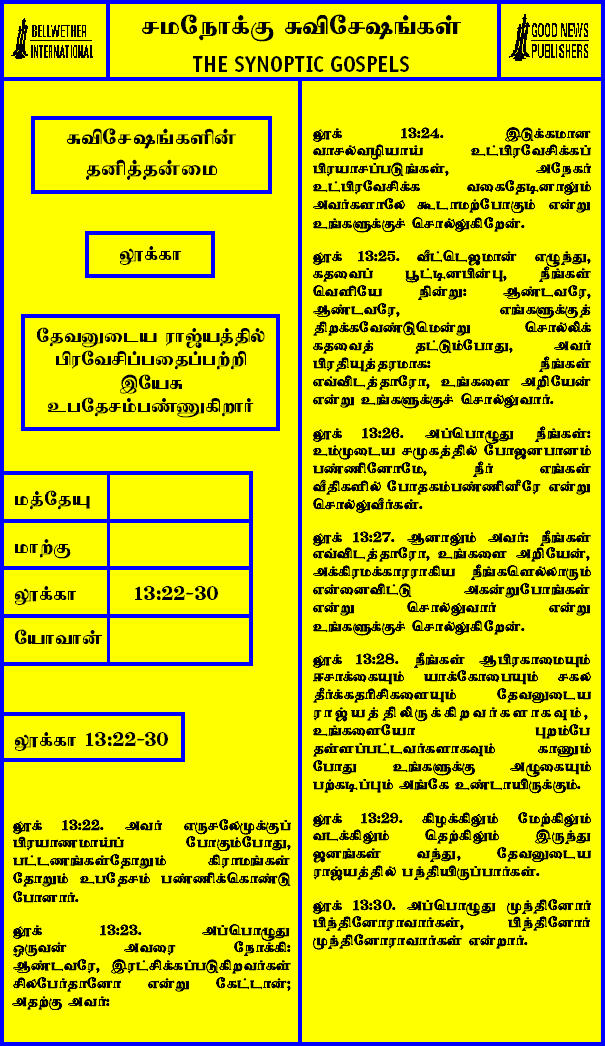 BELLWETHER
INTERNATIONAL
சமநோக்கு சுவிசேஷங்கள்
THE SYNOPTIC GOSPELS
GOOD NEWS
PUBLISHERS
சுவிசேஷங்களின்
தனித்தன்மை
லூக்கா
தேவனுடைய ராஜ்யத்தில்
பிரவேசிப்பதைப்பற்றி
இயேசு
உபதேசம்பண்ணுகிறார்
மத்தேயு
மாற்கு
லூக்கா 13:22-30
யோவான்
லூக்கா 13:22-30
லூக் 13:22. அவர் எருசலேமுக்குப்
பிரயாணமாய்ப் போகும்போது,
பட்டணங்கள்தோறும் கிராமங்கள்
தோறும் உபதேசம் பண்ணிக்கொண்டு
போனார்.
லூக் 13:23. அப்பொழுது
ஒருவன் அவரை நோக்கி:
ஆண்டவரே, இரட்சிக்கப்படுகிறவர்கள்
சிலபேர்தானோ என்று கேட்டான்;
அதற்கு அவர்:
லூக் 13:24. இடுக்கமான
வாசல்வழியாய் உட்பிரவேசிக்கப்
பிரயாசப்படுங்கள், அநேகர்
உட்பிரவேசிக்க வகைதேடினாலும்
அவர்களாலே கூடாமற்போகும் என்று
உங்களுக்குச் சொல்லுகிறேன்.
லூக் 13:25. வீட்டெஜமான் எழுந்து,
கதவைப் பூட்டினபின்பு, நீங்கள்
வெளியே நின்று: ஆண்டவரே,
ஆண்டவரே, எங்களுக்குத்
திறக்கவேண்டுமென்று சொல்லிக்
கதவைத் தட்டும்போது, அவர்
பிரதியுத்தரமாக: நீங்கள்
எவ்விடத்தாரோ, உங்களை அறியேன்
என்று உங்களுக்குச் சொல்லுவார்.
லூக் 13:26. அப்பொழுது நீங்கள்:
உம்முடைய சமுகத்தில் போஜனபானம்
பண்ணினோமே, நீர் எங்கள்
வீதிகளில் போதகம்பண்ணினீரே என்று
சொல்லுவீர்கள்.
லூக் 13:27. ஆனாலும் அவர்: நீங்கள்
எவ்விடத்தாரோ, உங்களை அறியேன்,
அக்கிரமக்காரராகிய நீங்களெல்லாரும்
என்னைவிட்டு அகன்றுபோங்கள்
என்று சொல்லுவார் என்று
உங்களுக்குச் சொல்லுகிறேன்.
லூக் 13:28. நீங்கள் ஆபிரகாமையும்
ஈசாக்கையும் யாக்கோபையும் சகல
தீர்க்கதரிசிகளையும் தேவனுடைய
ராஜ்யத்திலிருக்கிறவர்களாகவும்,
உங்களையோ புறம்பே
தள்ளப்பட்டவர்களாகவும் காணும்
போது உங்களுக்கு அழுகையும்
பற்கடிப்பும் அங்கே உண்டாயிருக்கும்.
லூக் 13:29. கிழக்கிலும் மேற்கிலும்
வடக்கிலும் தெற்கிலும் இருந்து
ஜனங்கள் வந்து, தேவனுடைய
ராஜ்யத்தில் பந்தியிருப்பார்கள்.
லூக் 13:30. அப்பொழுது முந்தினோர்
பிந்தினோராவார்கள், பிந்தினோர்
முந்தினோராவார்கள் என்றார்.